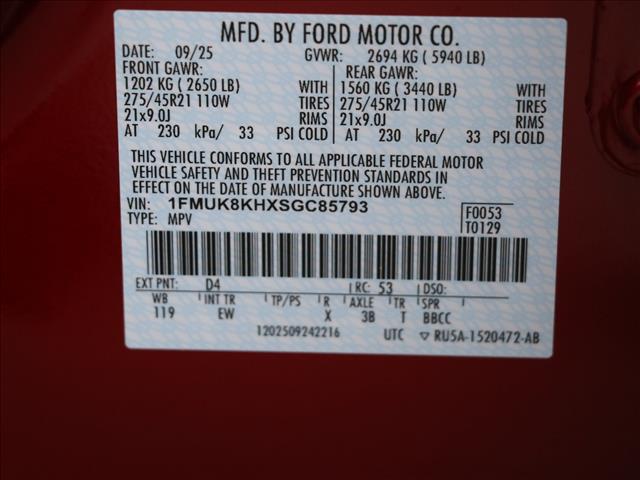 MFD. BY FORD MOTOR CO.
DATE: 09/25 GVWR: 2694 KG ( 5940 LB)
FRONT GAWR: REAR GAWR:
1202 KG ( 2650 LB) WITH 1560 KG ( 3440 LB) WITH
275/45R21 110W TIRES 275/45R21 110W TIRES
21x9.0J RIMS 21x9.0J RIMS
AT 230 kPa/ 33 PSI COLD AT 230 kPa/ 33 PSI COLD
THIS VEHICLE CONFORMS TO ALL APPLICABLE FEDERAL MOTOR
VEHICLE SAFETY AND THEFT PREVENTION STANDARDS IN
EFFECT ON THE DATE OF MANUFACTURE SHOWN ABOVE.
VIN: 1FMUK8KHXSGC85793 F0053
TYPE: MPV T0129
EXT PNT: D4 RC: 53 DSO:
WB INT TR TP/PS R AXLE TR SPR
119 EW X 3B T BBCC
1202509242216 UTC ▽ RU5A-1520472-AB